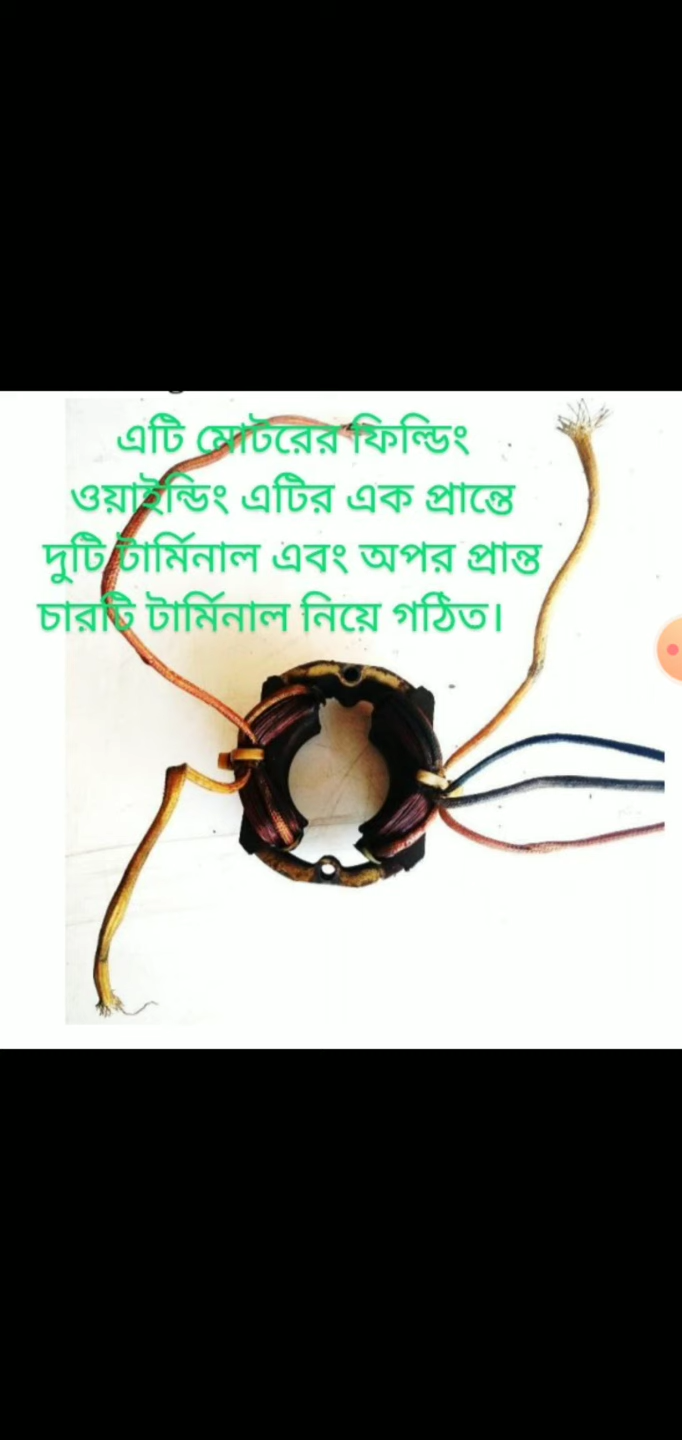 এটি মোটরের ফিল্ডিং
ওয়াইন্ডিং এটির এক প্রান্তে
দুটি টার্মিনাল এবং অপর প্রান্ত
চারটি টার্মিনাল নিয়ে গঠিত।